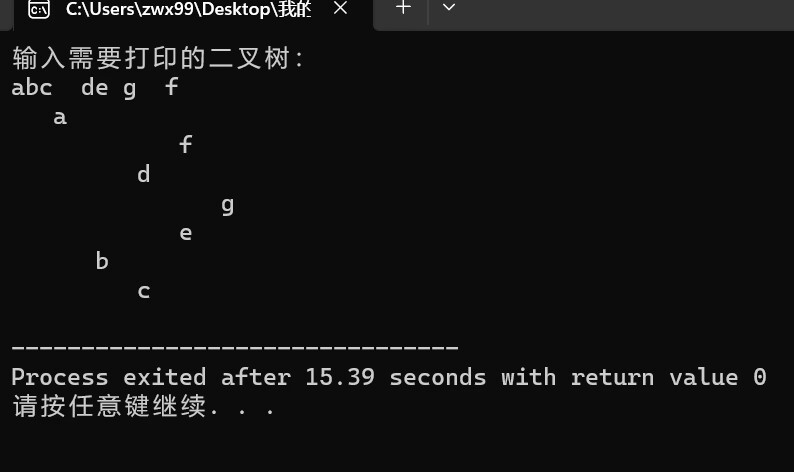 C:\Users\zwx99\Desktop\我的
输入需要打印的二叉树:
abc  de g  f
   a
            f
         d
               g
            e
      b
         c
--------------------------------
Process exited after 15.39 seconds with return value 0
请按任意键继续. . .